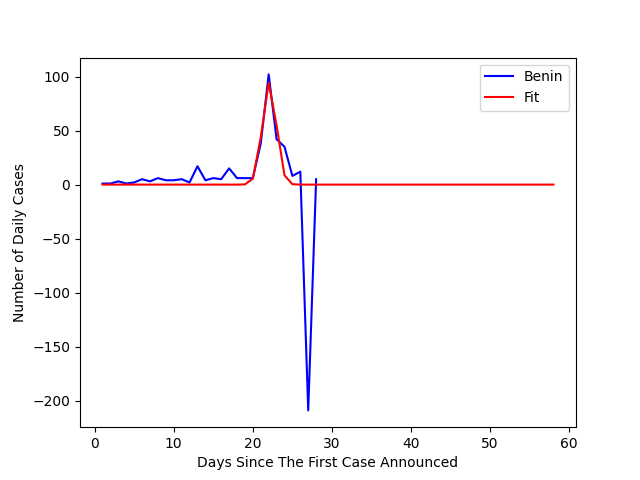 Benin
Fit
100
50
0
−50
−100
−150
−200
Number of Daily Cases
0 10 20 30 40 50 60
Days Since The First Case Announced